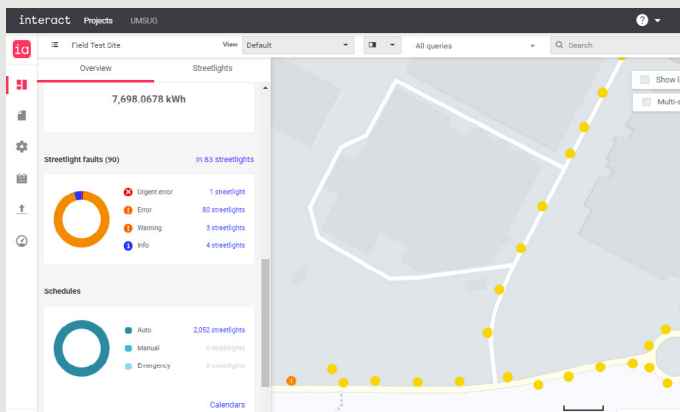 interact Projects UMSUG
ia Field Test Site View Default All queries Search
Overview Streetlights
7,698.0678 kWh
Streetlight faults (90) in 83 streetlights
Urgent error 1 streetlight
Error 80 streetlights
Warning 3 streetlights
Info 4 streetlights
Schedules
Auto 2,052 streetlights
Manual 0 streetlights
Emergency 0 streetlights
Calendars
Show l
Multi-s